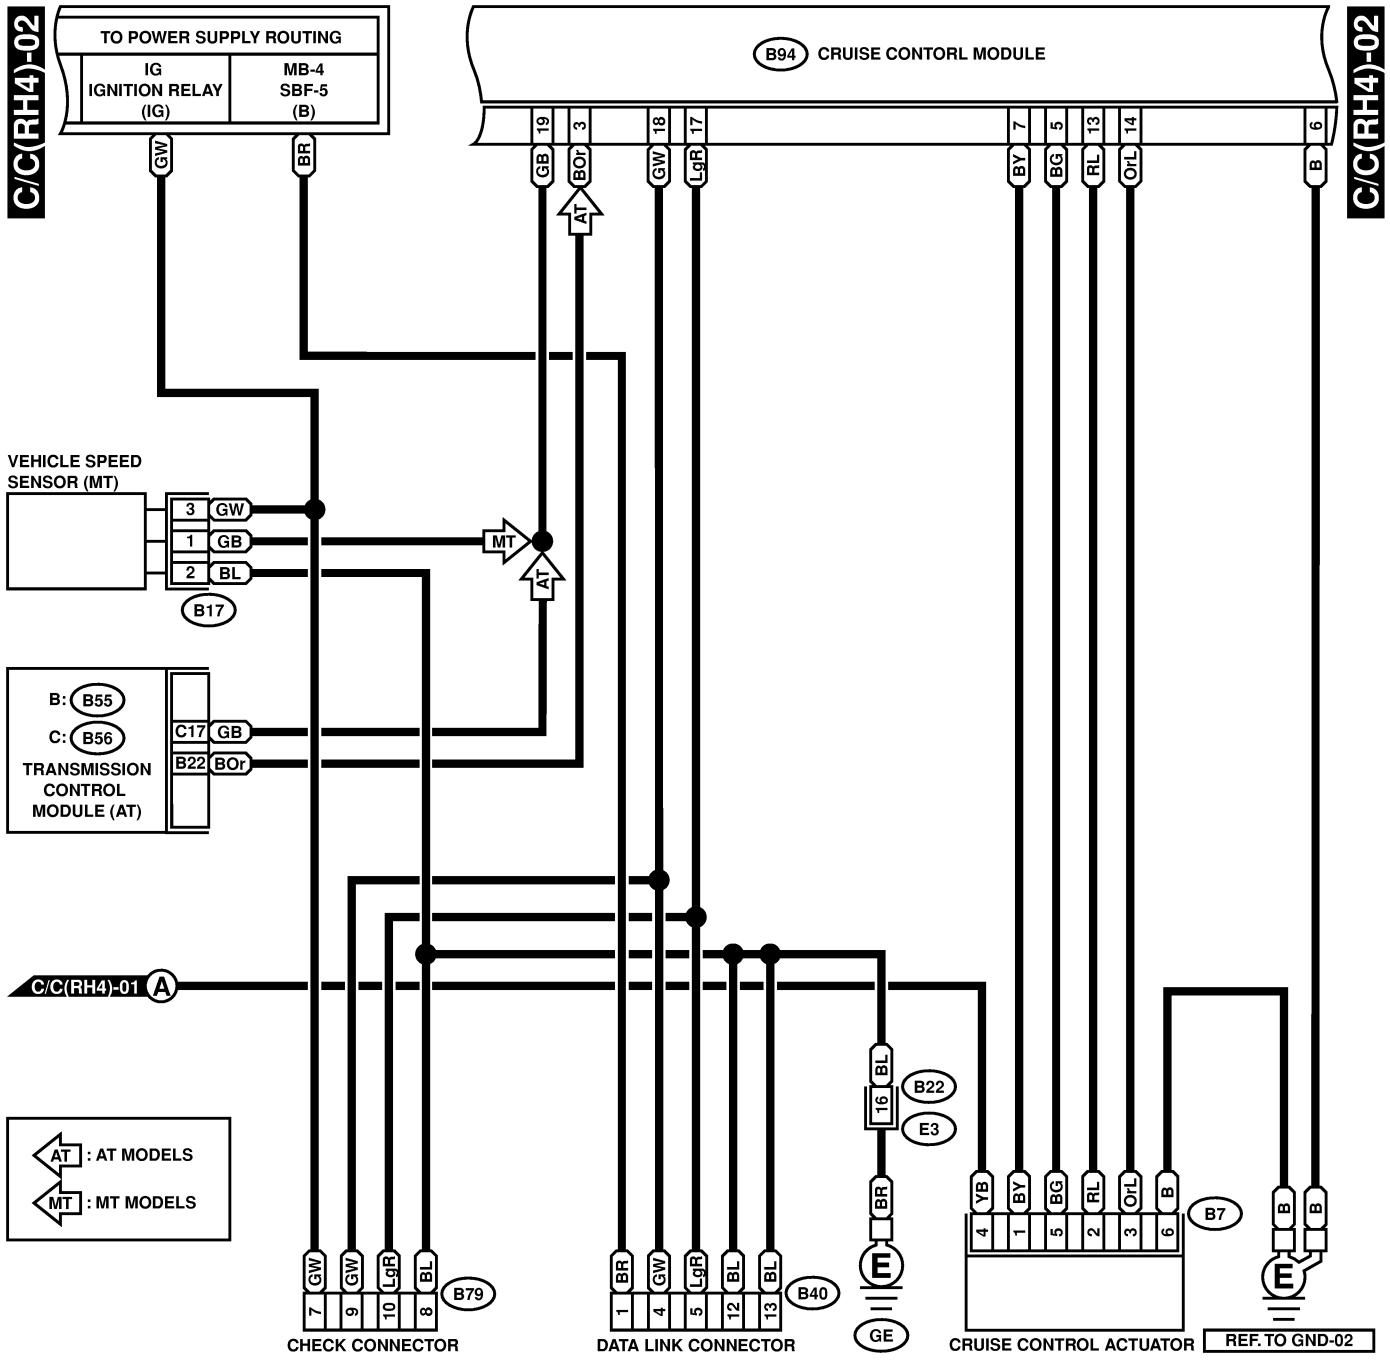 C/C(RH4)-02
TO POWER SUPPLY ROUTING
IG
IGNITION RELAY
(IG)
MB-4
SBF-5
(B)
GW
BR
B94 CRUISE CONTORL MODULE
19 3 18 17 7 5 13 14 6
GB BOr GW LgR BY BG RL OrL B
C/C(RH4)-02
AT
VEHICLE SPEED
SENSOR (MT)
3 GW
1 GB
2 BL
B17
MT
AT
B: B55
C: B56
TRANSMISSION
CONTROL
MODULE (AT)
C17 GB
B22 BOr
C/C(RH4)-01 A
AT : AT MODELS
MT : MT MODELS
BL
16
B22
E3
BR
E
GE
GW GW LgR BL
7 9 10 8
B79
CHECK CONNECTOR
BR GW LgR BL BL
1 4 5 12 13
B40
DATA LINK CONNECTOR
YB BY BG RL OrL B
4 1 5 2 3 6
B7
CRUISE CONTROL ACTUATOR
B B
E
REF. TO GND-02